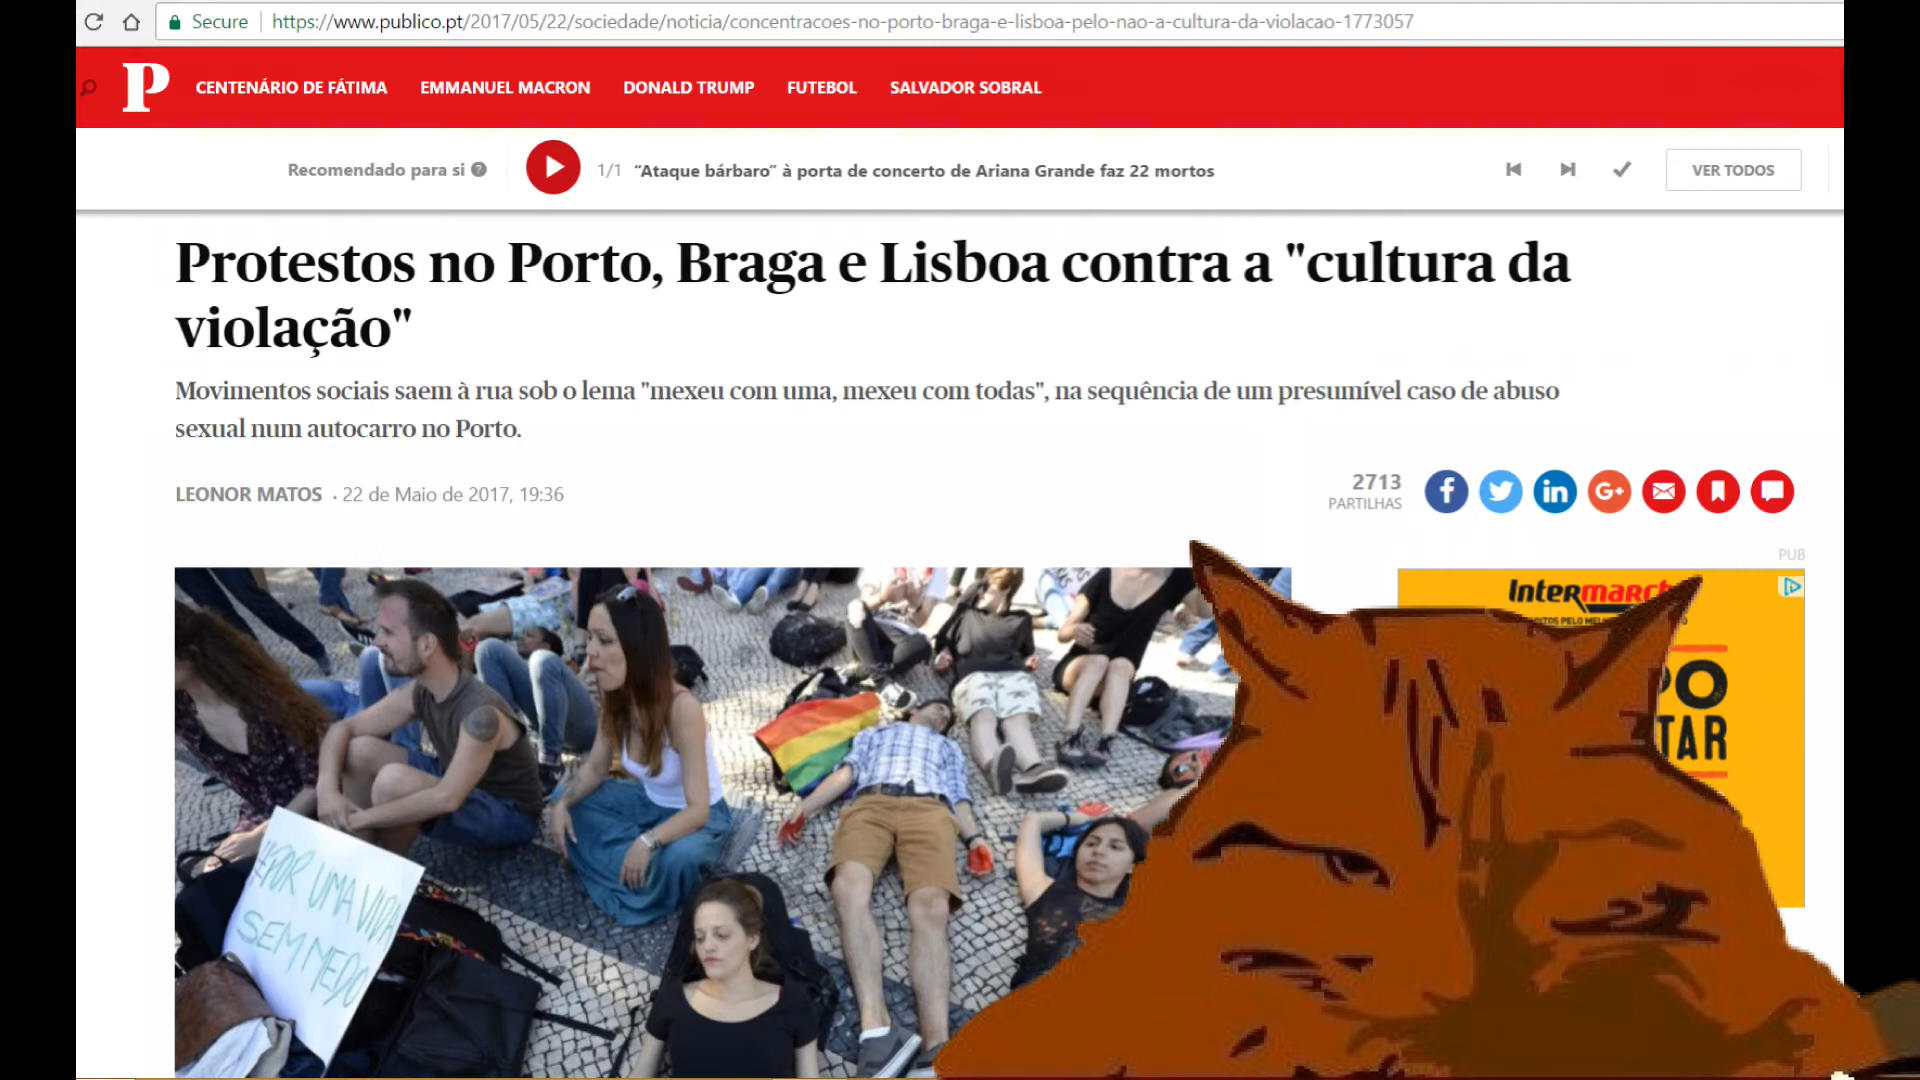 Secure
https://www.publico.pt/2017/05/22/sociedade/noticia/concentracoes-no-porto-braga-e-lisboa-pelo-nao-a-cultura-da-violacao-1773057
P
CENTENÁRIO DE FÁTIMA EMMANUEL MACRON DONALD TRUMP FUTEBOL SALVADOR SOBRAL
Recomendado para si ? 1/1 “Ataque bárbaro” à porta de concerto de Ariana Grande faz 22 mortos VER TODOS
Protestos no Porto, Braga e Lisboa contra a "cultura da
violação"
Movimentos sociais saem à rua sob o lema "mexeu com uma, mexeu com todas", na sequência de um presumível caso de abuso
sexual num autocarro no Porto.
LEONOR MATOS · 22 de Maio de 2017, 19:36
2713
PARTILHAS
f in G+
PUB
#POR UMA VIDA
SEM MEDO